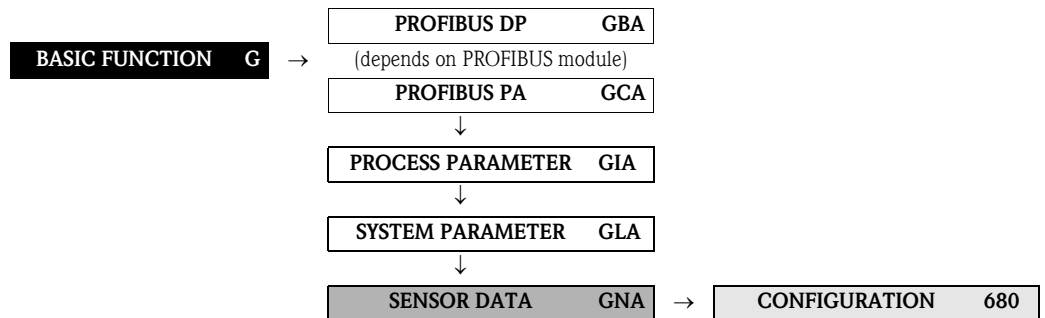 PROFIBUS DP GBA
BASIC FUNCTION G → (depends on PROFIBUS module)
PROFIBUS PA GCA
↓
PROCESS PARAMETER GIA
↓
SYSTEM PARAMETER GLA
↓
SENSOR DATA GNA → CONFIGURATION 680